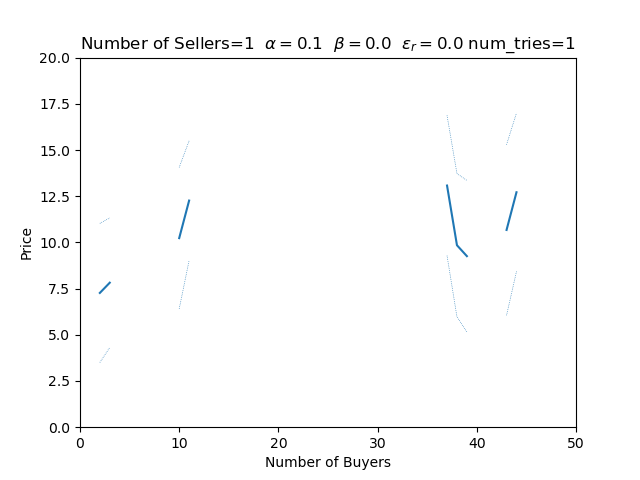 Number of Sellers=1 α = 0.1 β = 0.0 εr = 0.0 num_tries=1
20.0
17.5
15.0
12.5
10.0
7.5
5.0
2.5
0.0
Price
0 10 20 30 40 50
Number of Buyers